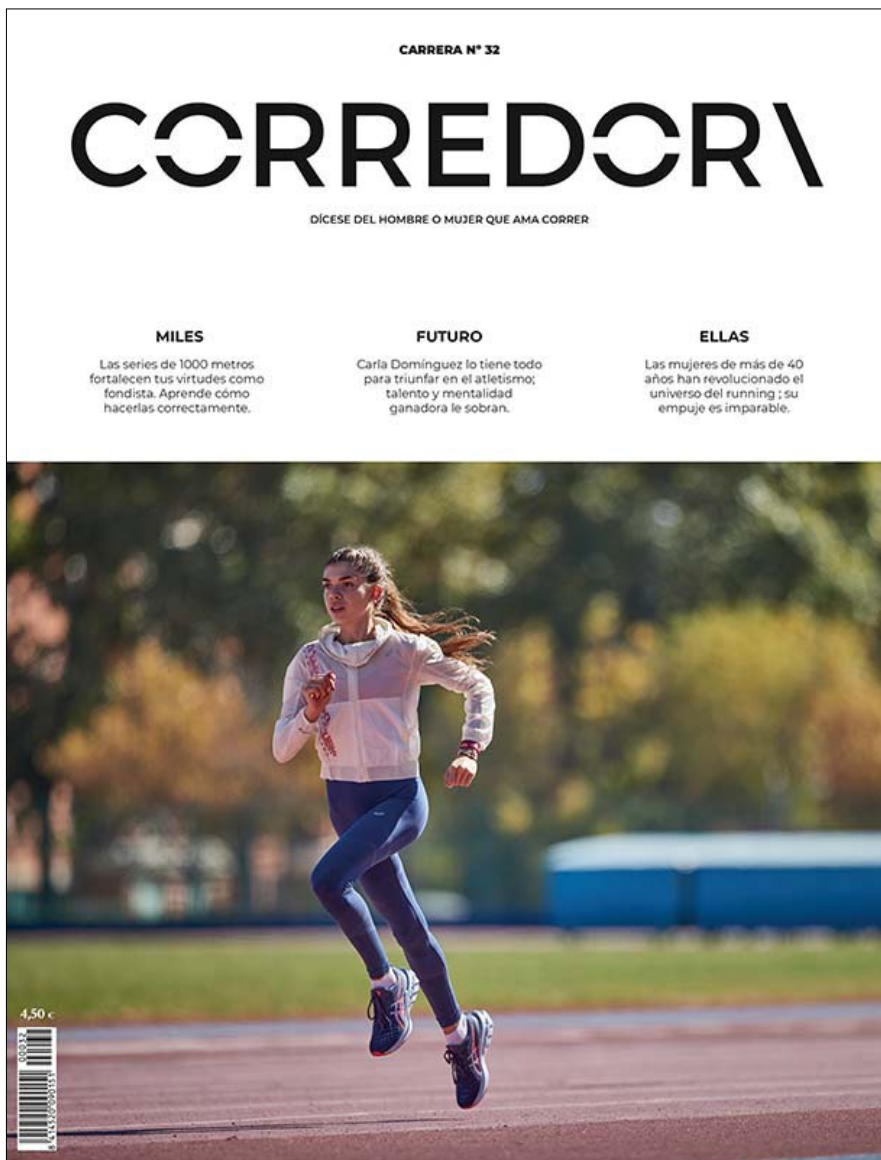 CARRERA Nº 32
CORREDOR\
DÍCESE DEL HOMBRE O MUJER QUE AMA CORRER
MILES
Las series de 1000 metros
fortalecen tus virtudes como
fondista. Aprende cómo
hacerlas correctamente.
FUTURO
Carla Domínguez lo tiene todo
para triunfar en el atletismo;
talento y mentalidad
ganadora le sobran.
ELLAS
Las mujeres de más de 40
años han revolucionado el
universo del running ; su
empuje es imparable.
4,50 €
00032